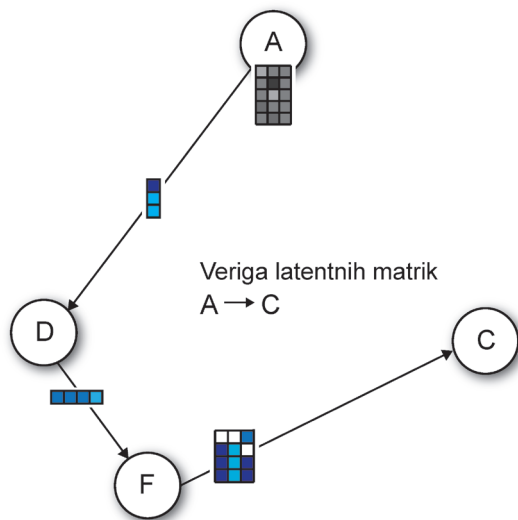 A
Veriga latentnih matrik
A → C
D
C
F